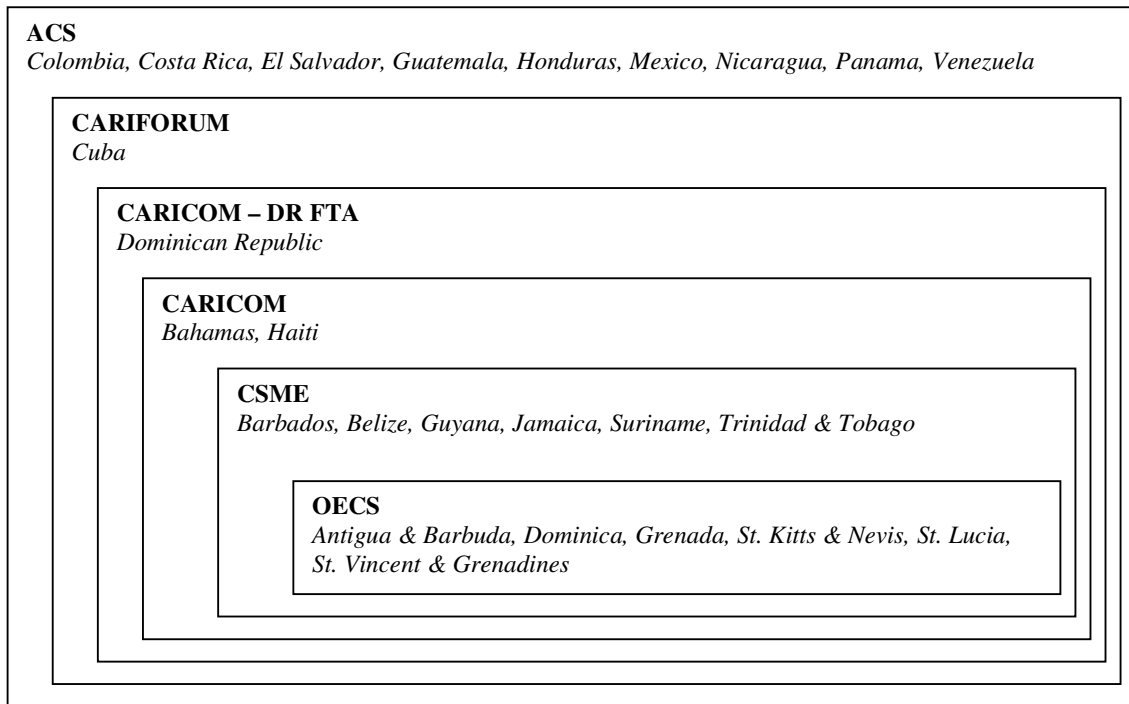 ACS
Colombia, Costa Rica, El Salvador, Guatemala, Honduras, Mexico, Nicaragua, Panama, Venezuela
CARIFORUM
Cuba
CARICOM – DR FTA
Dominican Republic
CARICOM
Bahamas, Haiti
CSME
Barbados, Belize, Guyana, Jamaica, Suriname, Trinidad & Tobago
OECS
Antigua & Barbuda, Dominica, Grenada, St. Kitts & Nevis, St. Lucia,
St. Vincent & Grenadines